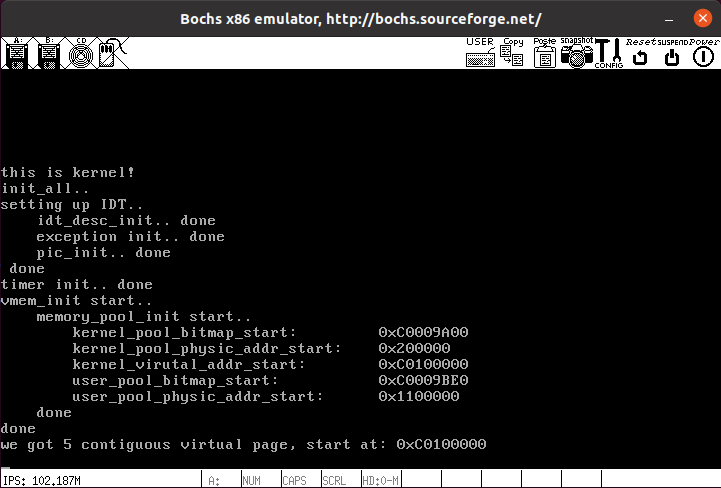 Bochs x86 emulator, http://bochs.sourceforge.net/
A: B: CD USER Copy Paste snapshot CONFIG Reset SUSPEND Power
this is kernel!
init_all..
setting up IDT..
idt_desc_init.. done
exception init.. done
pic_init.. done
done
timer init.. done
vmem_init start..
memory_pool_init start..
kernel_pool_bitmap_start: 0xC0009A00
kernel_pool_physic_addr_start: 0x200000
kernel_virutal_addr_start: 0xC0100000
user_pool_bitmap_start: 0xC0009BE0
user_pool_physic_addr_start: 0x1100000
done
done
we got 5 contiguous virtual page, start at: 0xC0100000
IPS: 102.187M A: NUM CAPS SCRL HD:0-M